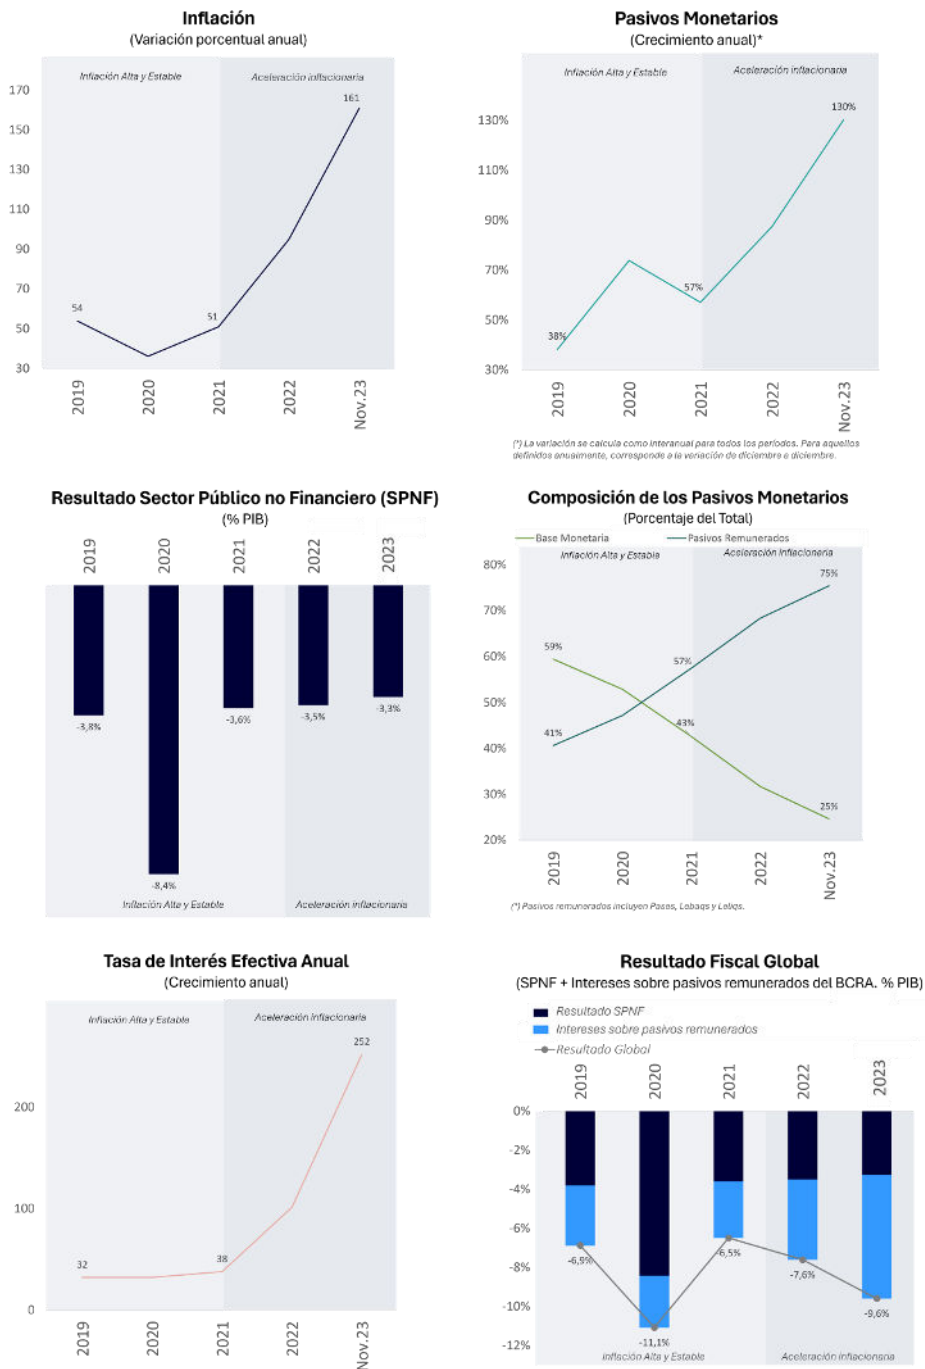 Inflación
(Variación porcentual anual)
Inflación Alta y Estable
Aceleración inflacionaria
170
150
130
110
90
70
50
30
54
51
161
2019
2020
2021
2022
Nov.23
Pasivos Monetarios
(Crecimiento anual)*
Inflación Alta y Estable
Aceleración inflacionaria
130%
110%
90%
70%
50%
30%
38%
57%
130%
2019
2020
2021
2022
Nov.23
(*) La variación se calcula como interanual para todos los períodos. Para aquellos
definidos anualmente, corresponde a la variación de diciembre a diciembre.
Resultado Sector Público no Financiero (SPNF)
(% PIB)
2019
2020
2021
2022
2023
-3,8%
-8,4%
-3,6%
-3,5%
-3,3%
Inflación Alta y Estable
Aceleración inflacionaria
Composición de los Pasivos Monetarios
(Porcentaje del Total)
Base Monetaria
Pasivos Remunerados
Inflación Alta y Estable
Aceleración Inflacionaria
80%
70%
60%
50%
40%
30%
20%
59%
41%
57%
43%
75%
25%
2019
2020
2021
2022
Nov.23
(*) Pasivos remunerados incluyen Pases, Lebaqs y Leliqs.
Tasa de Interés Efectiva Anual
(Crecimiento anual)
Inflación Alta y Estable
Aceleración Inflacionaria
200
100
0
32
38
252
2019
2020
2021
2022
Nov.23
Resultado Fiscal Global
(SPNF + Intereses sobre pasivos remunerados del BCRA. % PIB)
Resultado SPNF
Intereses sobre pasivos remunerados
Resultado Global
2019
2020
2021
2022
2023
0%
-2%
-4%
-6%
-8%
-10%
-12%
-6,9%
-11,1%
-6,5%
-7,6%
-9,6%
Inflación Alta y Estable
Aceleración inflacionaria